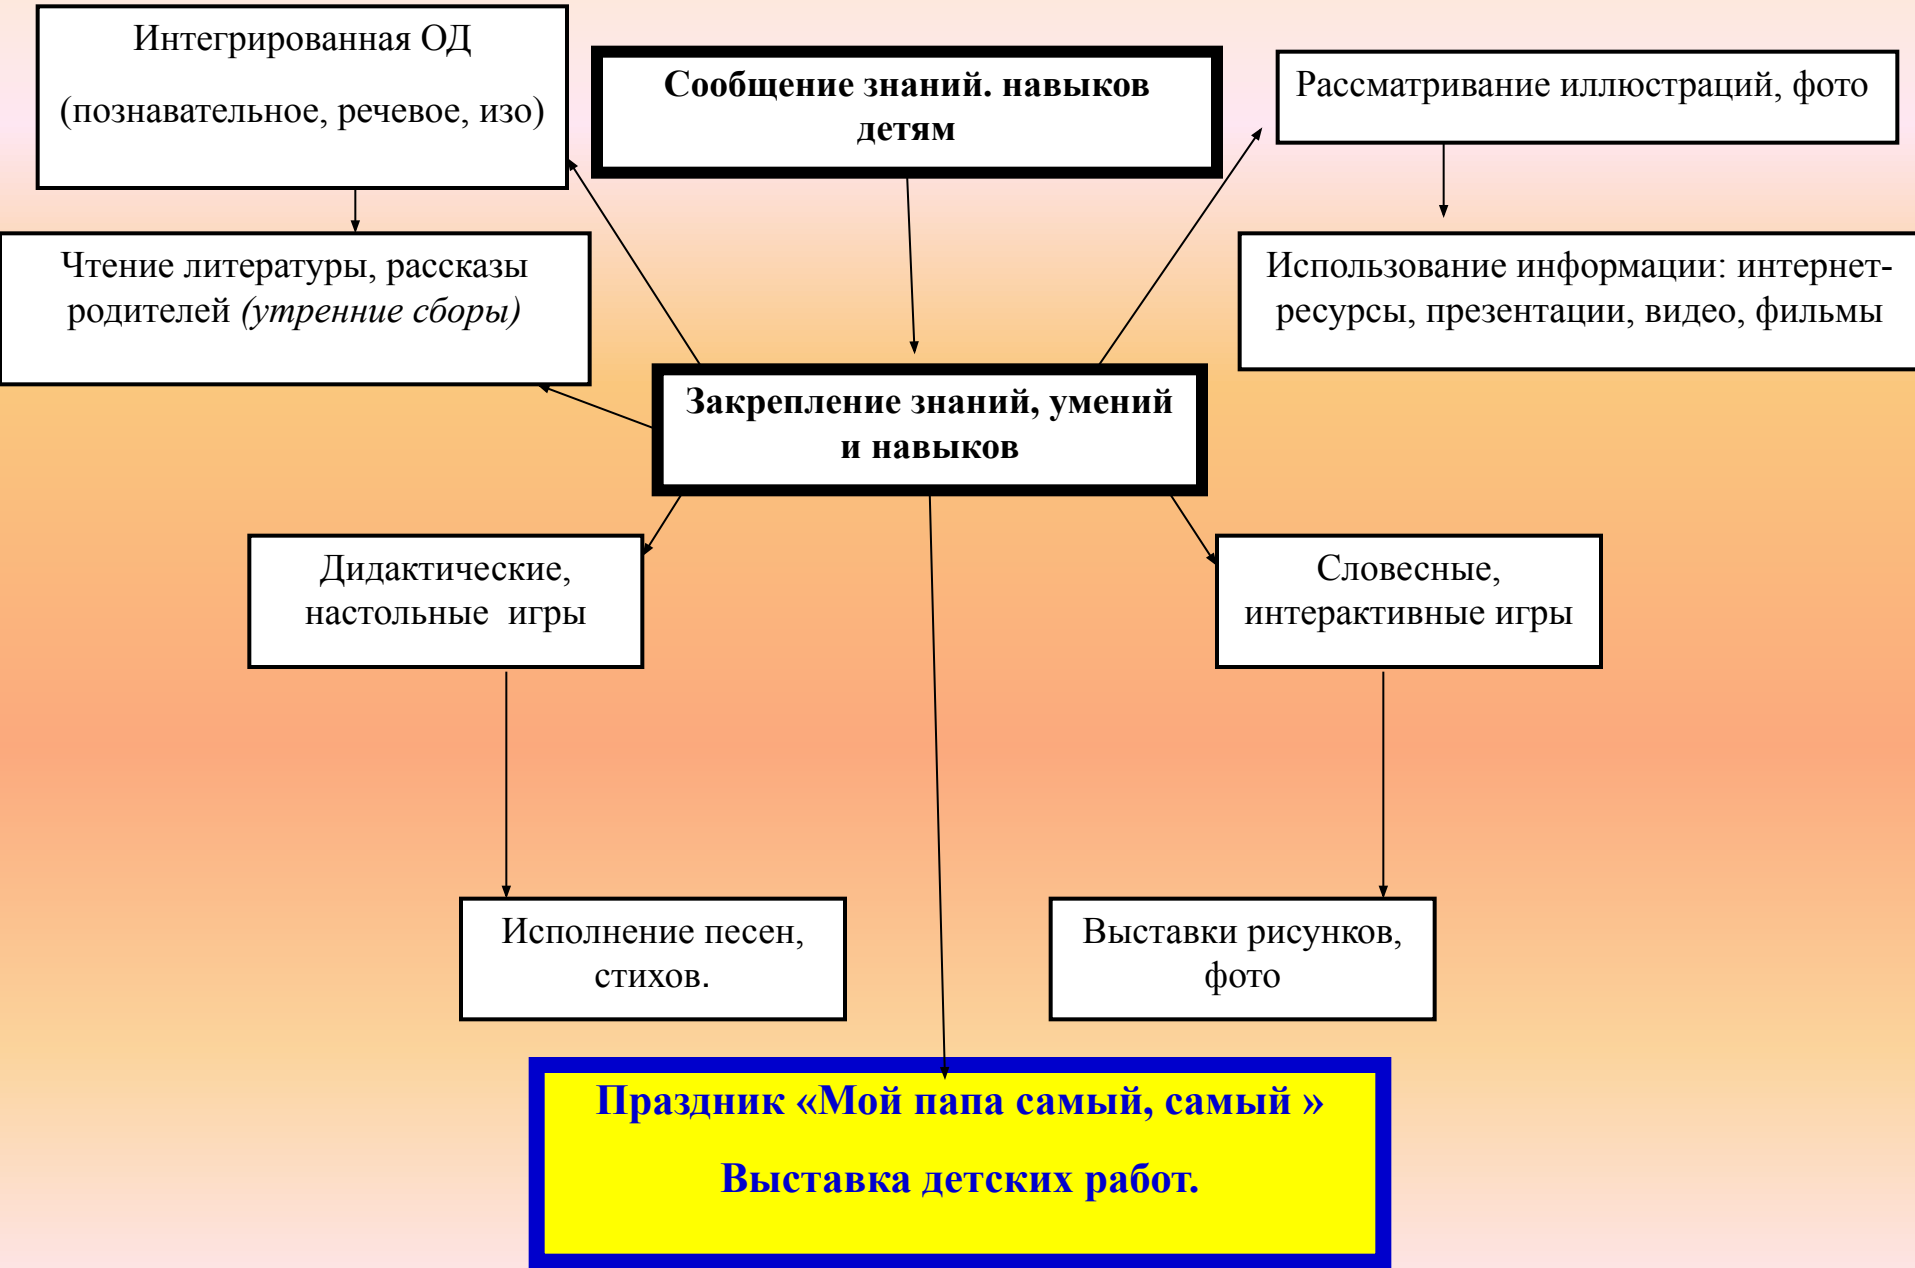 Интегрированная ОД
(познавательное, речевое, изо)
Сообщение знаний. навыков
детям
Рассматривание иллюстраций, фото
Чтение литературы, рассказы
родителей (утренние сборы)
Использование информации: интернет-
ресурсы, презентации, видео, фильмы
Закрепление знаний, умений
и навыков
Дидактические,
настольные  игры
Словесные,
интерактивные игры
Исполнение песен,
стихов.
Выставки рисунков,
фото
Праздник «Мой папа самый, самый »
Выставка детских работ.